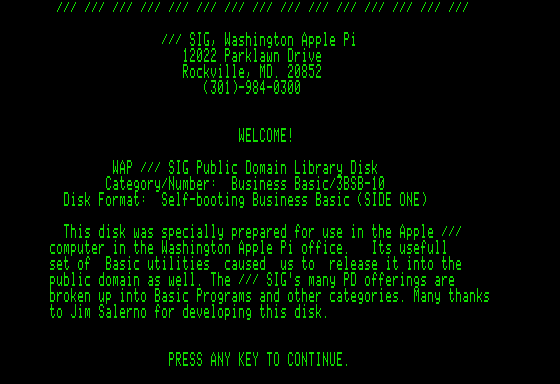 /// /// /// /// /// /// /// /// /// /// /// /// /// /// ///
/// SIG, Washington Apple Pi
12022 Parklawn Drive
Rockville, MD. 20852
(301)-984-0300
WELCOME!
WAP /// SIG Public Domain Library Disk
Category/Number: Business Basic/3BSB-10
Disk Format: Self-booting Business Basic (SIDE ONE)
This disk was specially prepared for use in the Apple ///
computer in the Washington Apple Pi office. Its usefull
set of Basic utilities caused us to release it into the
public domain as well. The /// SIG's many PD offerings are
broken up into Basic Programs and other categories. Many thanks
to Jim Salerno for developing this disk.
PRESS ANY KEY TO CONTINUE.